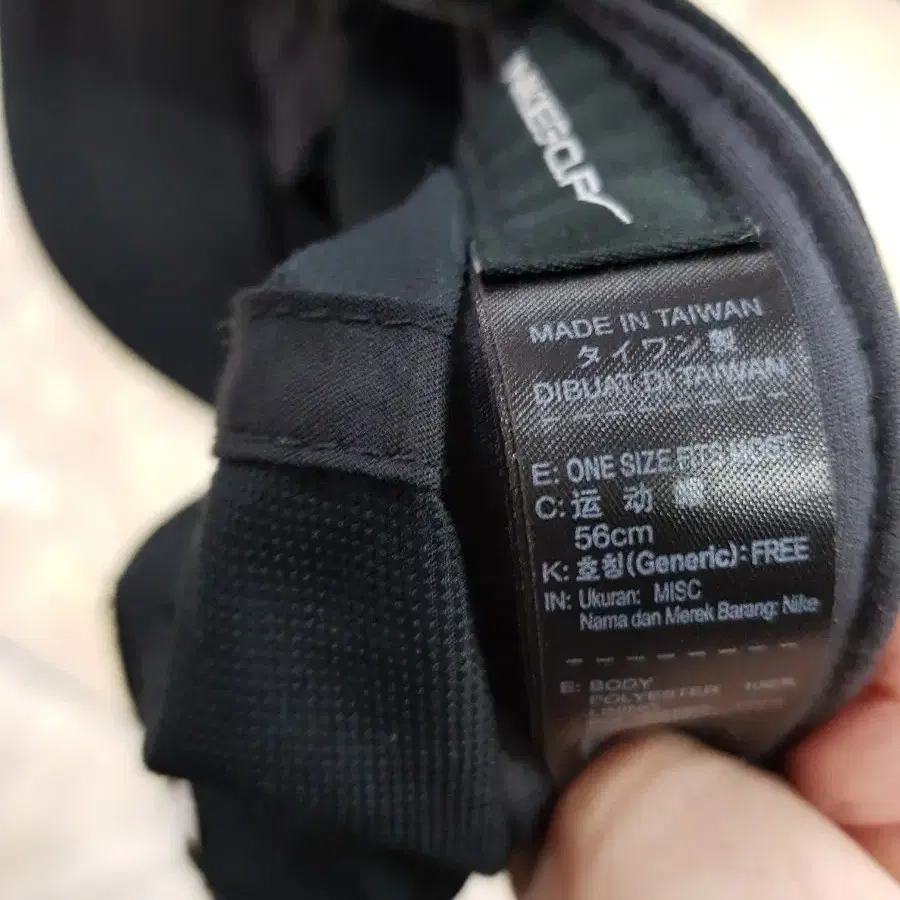 MADE IN TAIWAN
タイワン製
DIBUAT DI TAIWAN
E: ONE SIZE FITS MOST
C: 运 动 帽
56cm
K: 호칭(Generic): FREE
IN: Ukuran: MISC
Nama dan Merek Barang: Nike
E: BODY
POLYESTER 100%